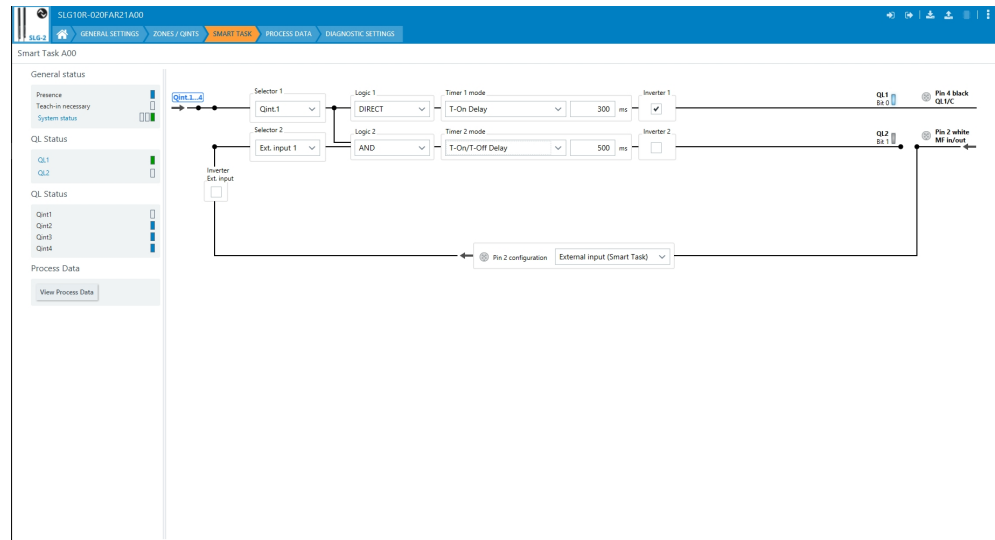 SLG10R-020FAR21A00
SLG-2
GENERAL SETTINGS
ZONES / QINTS
SMART TASK
PROCESS DATA
DIAGNOSTIC SETTINGS
Smart Task A00
General status
Presence
Teach-in necessary
System status
QL Status
QL1
QL2
QL Status
Qint1
Qint2
Qint3
Qint4
Process Data
View Process Data
Qint.1...4
Selector 1
Qint.1
Logic 1
DIRECT
Timer 1 mode
T-On Delay
300 ms
Inverter 1
QL1
Bit 0
Pin 4 black
QL1/C
Selector 2
Ext. input 1
Logic 2
AND
Timer 2 mode
T-On/T-Off Delay
500 ms
Inverter 2
QL2
Bit 1
Pin 2 white
MF in/out
Inverter
Ext. input
Pin 2 configuration
External input (Smart Task)